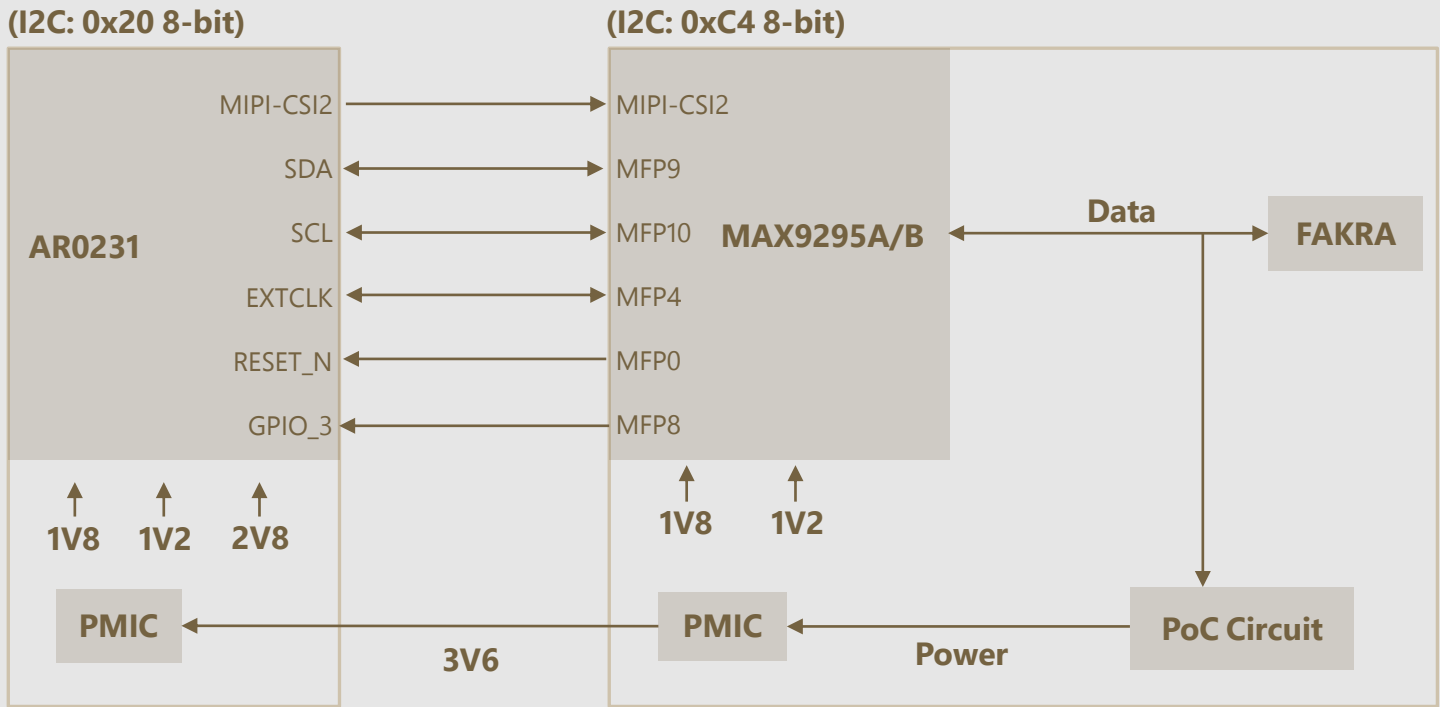 (I2C: 0x20 8-bit)
(I2C: 0xC4 8-bit)
MIPI-CSI2
MIPI-CSI2
SDA
MFP9
Data
AR0231
SCL
MFP10
MAX9295A/B
FAKRA
EXTCLK
MFP4
RESET_N
MFP0
GPIO_3
MFP8
1V8
1V2
2V8
1V8
1V2
PMIC
3V6
PMIC
Power
PoC Circuit